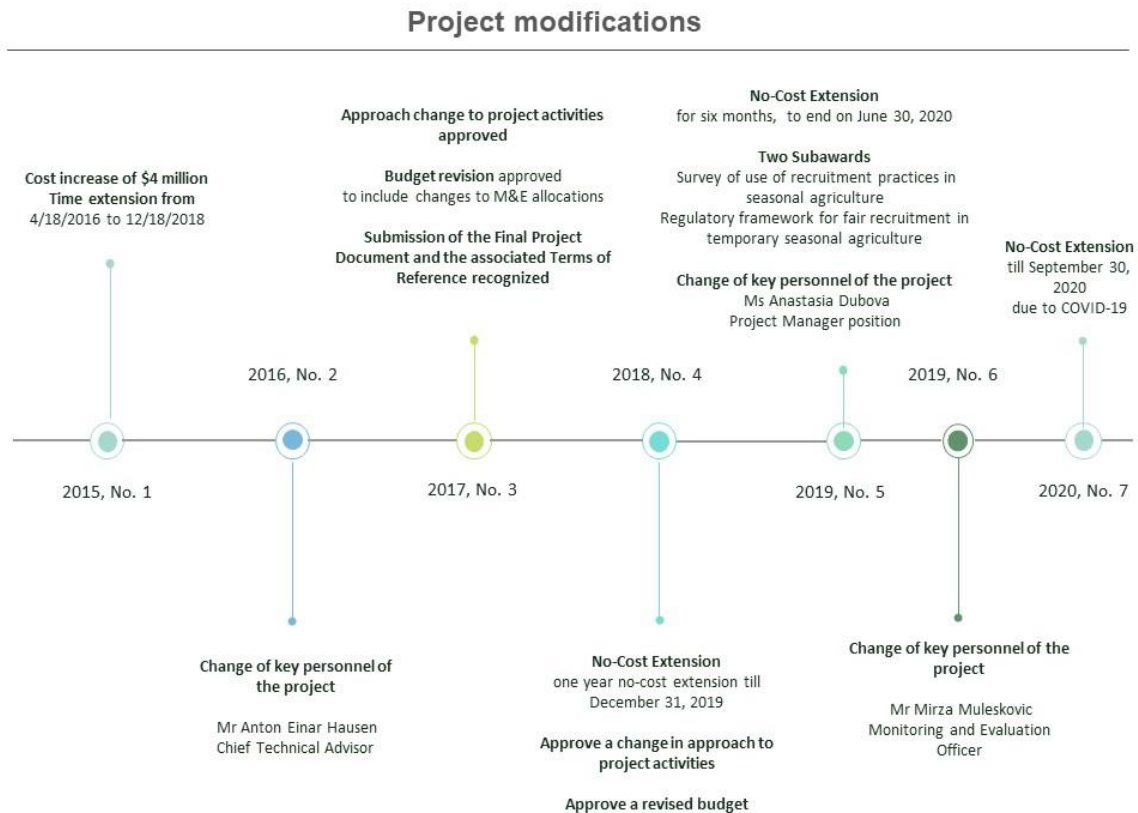 Project modifications
Cost increase of $4 million
Time extension from
4/18/2016 to 12/18/2018
2015, No. 1
2016, No. 2
Change of key personnel of
the project
Mr Anton Einar Hausen
Chief Technical Advisor
Approach change to project activities
approved
Budget revision approved
to include changes to M&E allocations
Submission of the Final Project
Document and the associated Terms of
Reference recognized
2017, No. 3
2018, No. 4
No-Cost Extension
one year no-cost extension till
December 31, 2019
Approve a change in approach to
project activities
Approve a revised budget
No-Cost Extension
for six months, to end on June 30, 2020
Two Subawards
Survey of use of recruitment practices in
seasonal agriculture
Regulatory framework for fair recruitment in
temporary seasonal agriculture
Change of key personnel of the project
Ms Anastasia Dubova
Project Manager position
2019, No. 5
2019, No. 6
Change of key personnel of the
project
Mr Mirza Muleskovic
Monitoring and Evaluation
Officer
No-Cost Extension
till September 30,
2020
due to COVID-19
2020, No. 7